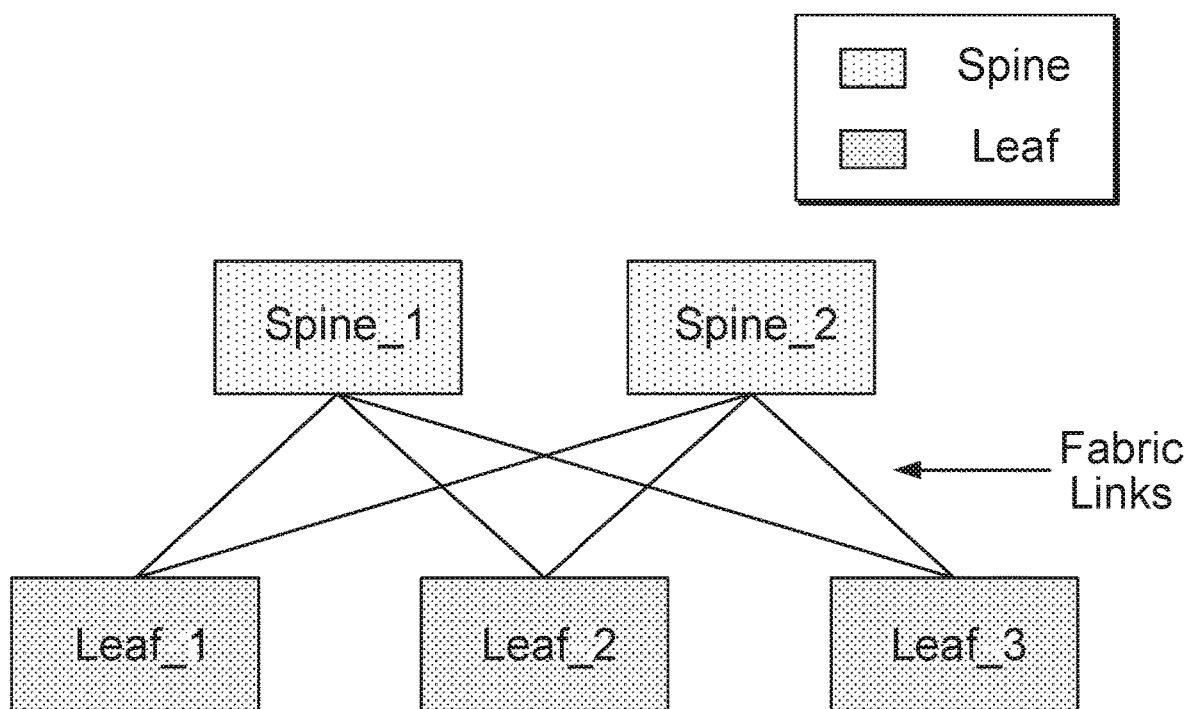 Spine
Leaf
Spine_1
Spine_2
Fabric
Links
Leaf_1
Leaf_2
Leaf_3